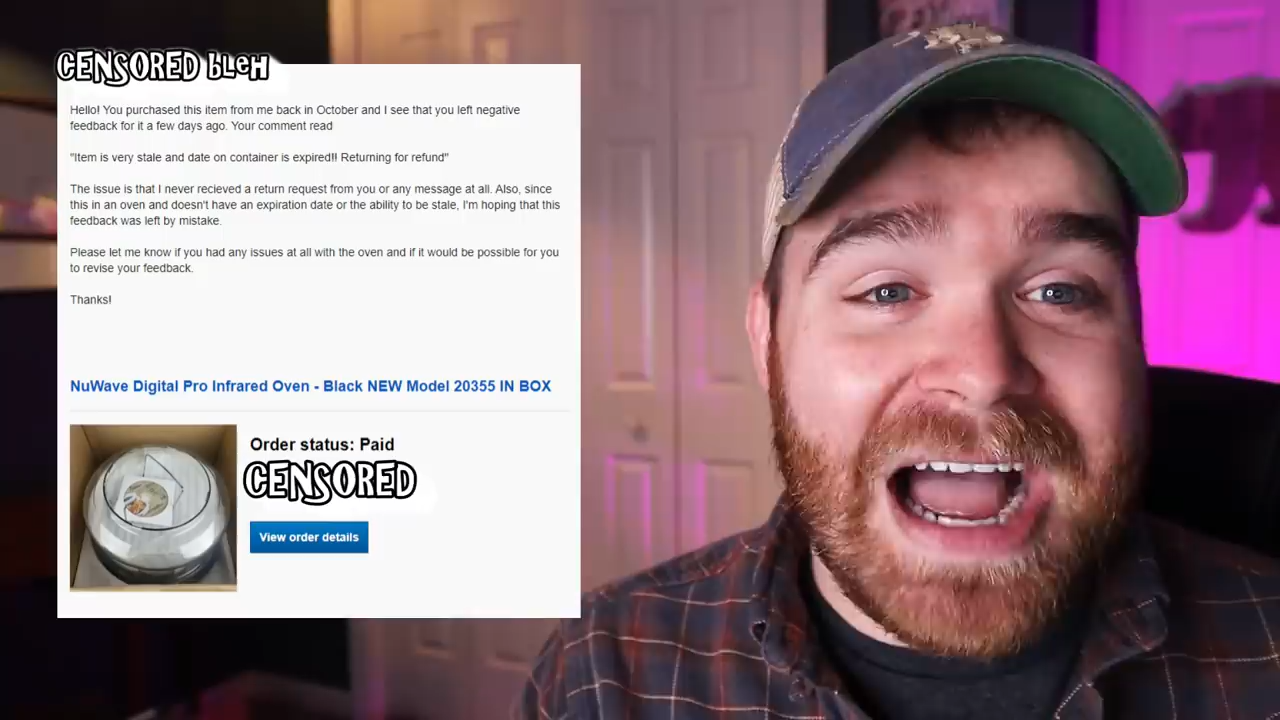 CENSORED bLeH
Hello! You purchased this item from me back in October and I see that you left negative
feedback for it a few days ago. Your comment read
"Item is very stale and date on container is expired!! Returning for refund"
The issue is that I never recieved a return request from you or any message at all. Also, since
this in an oven and doesn't have an expiration date or the ability to be stale, I'm hoping that this
feedback was left by mistake.
Please let me know if you had any issues at all with the oven and if it would be possible for you
to revise your feedback.
Thanks!
NuWave Digital Pro Infrared Oven - Black NEW Model 20355 IN BOX
Order status: Paid
CENSORED
View order details